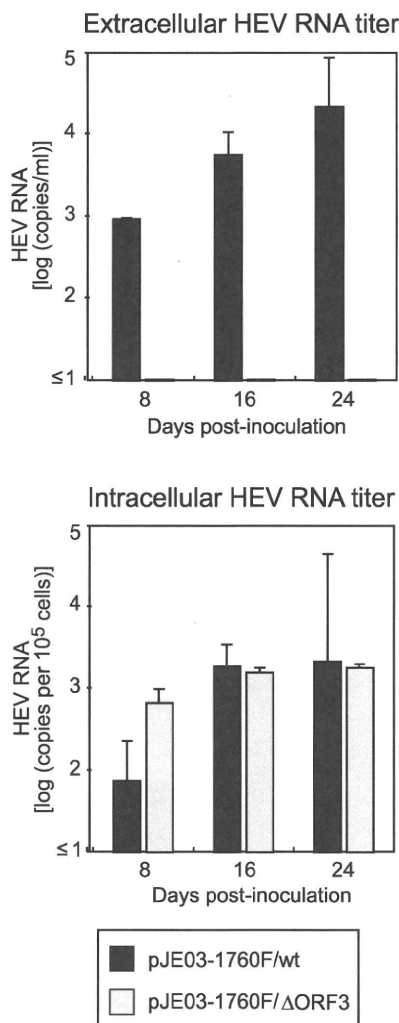 Extracellular HEV RNA titer
HEV RNA
[log (copies/ml)]
5
4
3
2
≤1
8 16 24
Days post-inoculation
Intracellular HEV RNA titer
HEV RNA
[log (copies per 10⁵ cells)]
5
4
3
2
≤1
8 16 24
Days post-inoculation
pJE03-1760F/wt
pJE03-1760F/ΔORF3